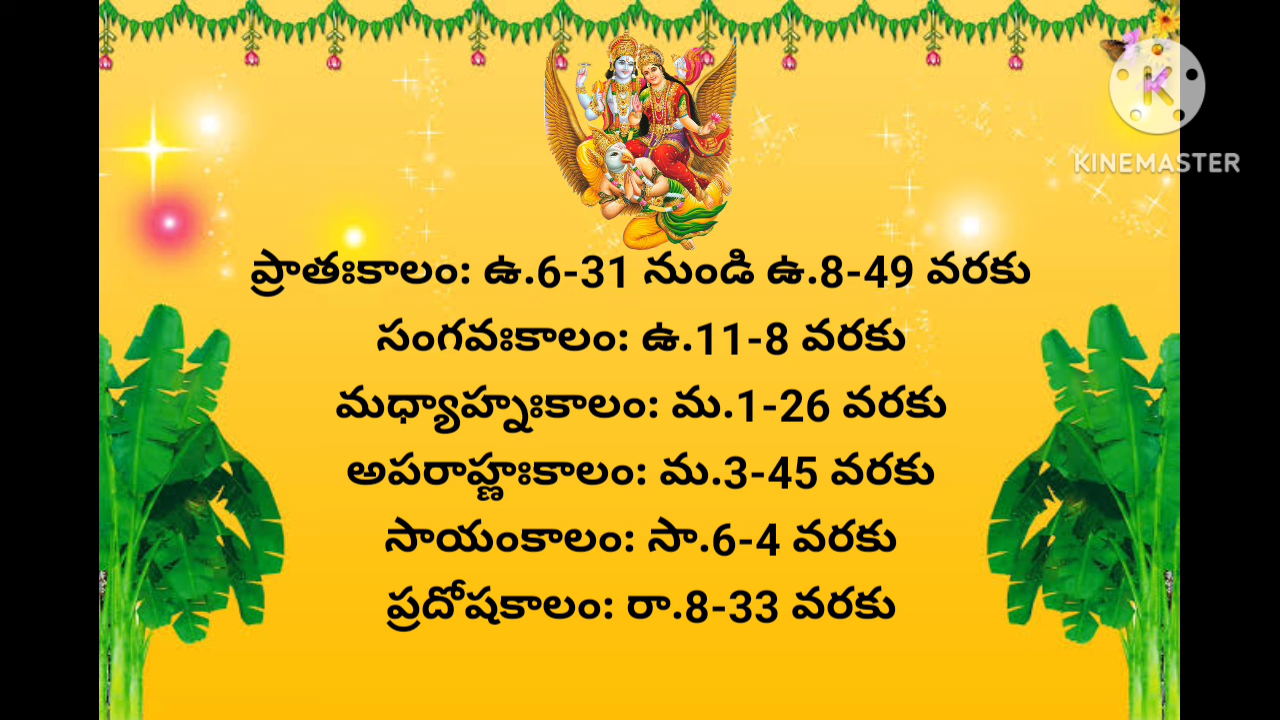 KINEMASTER
ప్రాతఃకాలం: ఉ.6-31 నుండి ఉ.8-49 వరకు
సంగవఃకాలం: ఉ.11-8 వరకు
మధ్యాహ్నఃకాలం: మ.1-26 వరకు
అపరాహ్ణఃకాలం: మ.3-45 వరకు
సాయంకాలం: సా.6-4 వరకు
ప్రదోషకాలం: రా.8-33 వరకు